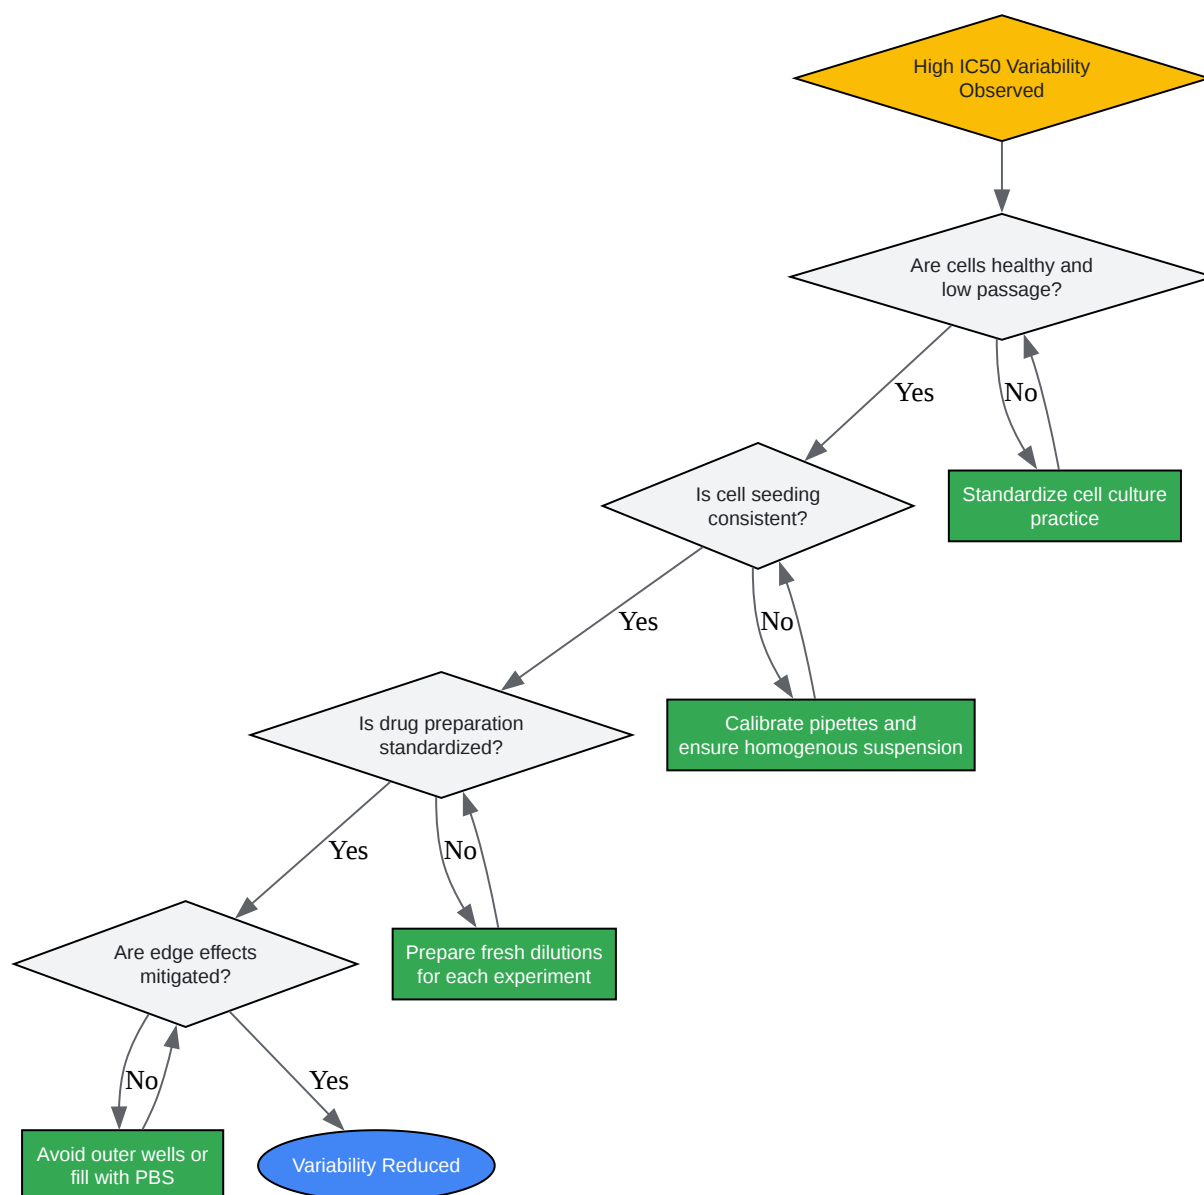 High IC50 Variability
Observed
Are cells healthy and
low passage?
Yes
No
Is cell seeding
consistent?
Standardize cell culture
practice
Yes
No
Is drug preparation
standardized?
Calibrate pipettes and
ensure homogenous suspension
Yes
No
Are edge effects
mitigated?
Prepare fresh dilutions
for each experiment
No
Yes
Avoid outer wells or
fill with PBS
Variability Reduced